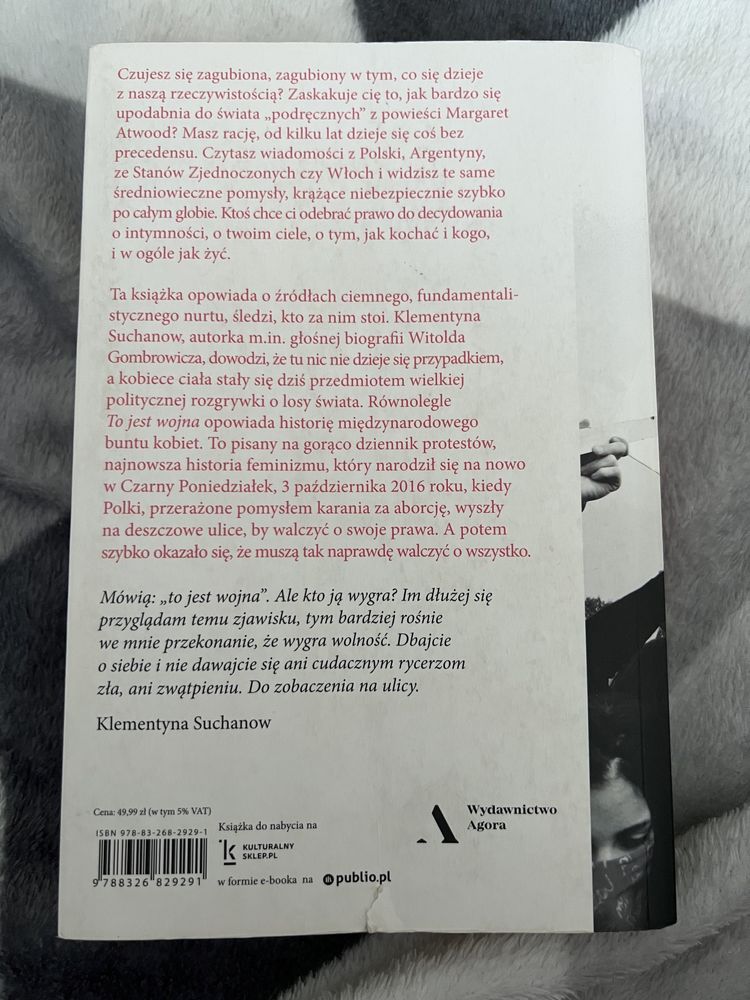 Czujesz się zagubiona, zagubiony w tym, co się dzieje
z naszą rzeczywistością? Zaskakuje cię to, jak bardzo się
upodabnia do świata „podręcznych” z powieści Margaret
Atwood? Masz rację, od kilku lat dzieje się coś bez
precedensu. Czytasz wiadomości z Polski, Argentyny,
ze Stanów Zjednoczonych czy Włoch i widzisz te same
średniowieczne pomysły, krążące niebezpiecznie szybko
po całym globie. Ktoś chce ci odebrać prawo do decydowania
o intymności, o twoim ciele, o tym, jak kochać i kogo,
i w ogóle jak żyć.
Ta książka opowiada o źródłach ciemnego, fundamentali-
stycznego nurtu, śledzi, kto za nim stoi. Klementyna
Suchanow, autorka m.in. głośnej biografii Witolda
Gombrowicza, dowodzi, że tu nic nie dzieje się przypadkiem,
a kobiece ciała stały się dziś przedmiotem wielkiej
politycznej rozgrywki o losy świata. Równolegle
To jest wojna opowiada historię międzynarodowego
buntu kobiet. To pisany na gorąco dziennik protestów,
najnowsza historia feminizmu, który narodził się na nowo
w Czarny Poniedziałek, 3 października 2016 roku, kiedy
Polki, przerażone pomysłem karania za aborcję, wyszły
na deszczowe ulice, by walczyć o swoje prawa. A potem
szybko okazało się, że muszą tak naprawdę walczyć o wszystko.
Mówią: „to jest wojna”. Ale kto ją wygra? Im dłużej się
przyglądam temu zjawisku, tym bardziej rośnie
we mnie przekonanie, że wygra wolność. Dbajcie
o siebie i nie dawajcie się ani cudacznym rycerzom
zła, ani zwątpieniu. Do zobaczenia na ulicy.
Klementyna Suchanow
Cena: 49,99 zł (w tym 5% VAT)
ISBN 978-83-268-2929-1
9 788326 829291
Książka do nabycia na
KULTURALNY
SKLEP.PL
w formie e-booka na publio.pl
Wydawnictwo
Agora